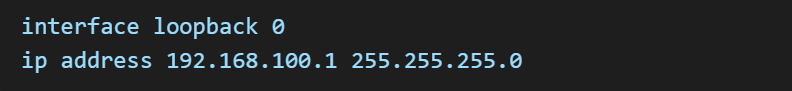 interface loopback 0
ip address 192.168.100.1 255.255.255.0